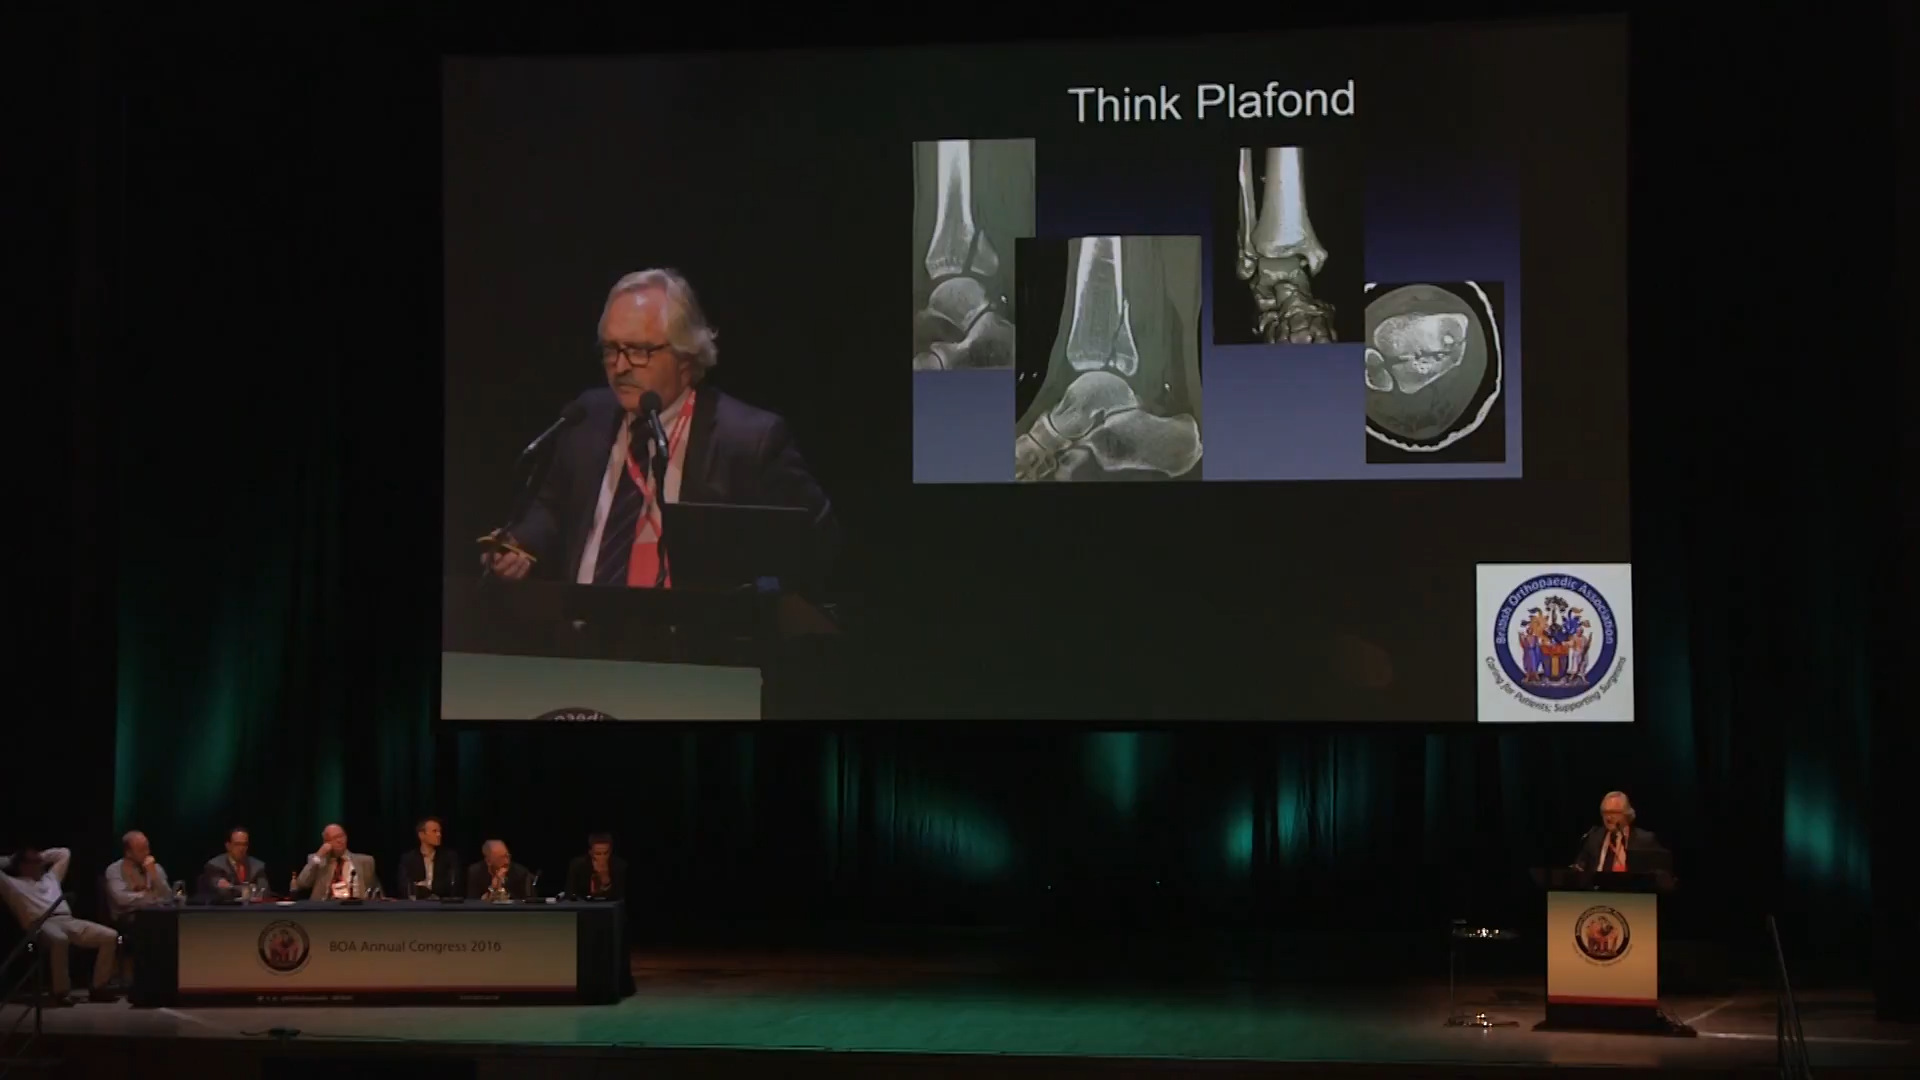 Think Plafond
British Orthopaedic Association
Caring for Patients; Supporting Surgeons
BOA Annual Congress 2016